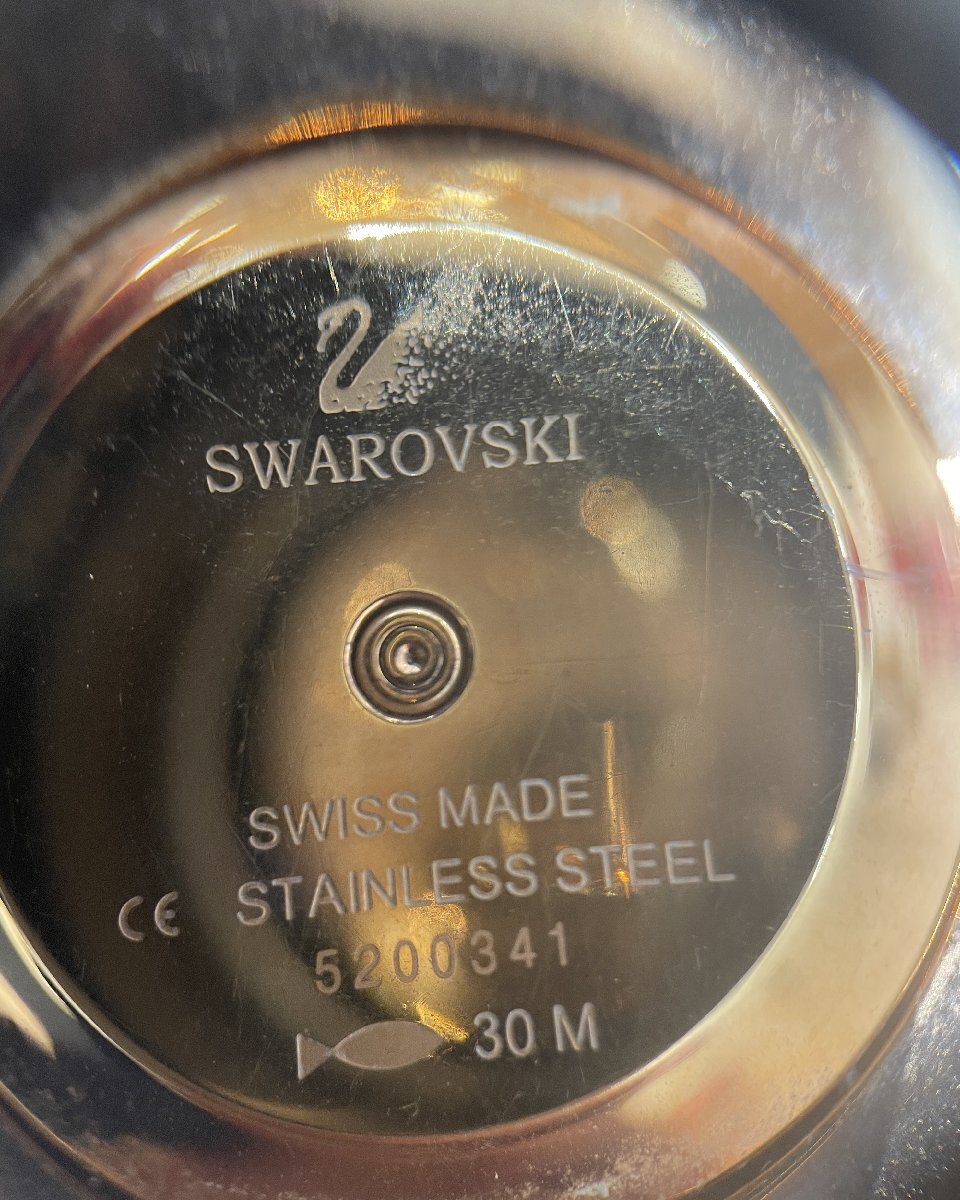 SWAROVSKI
SWISS MADE
CE STAINLESS STEEL
5200341
30 M